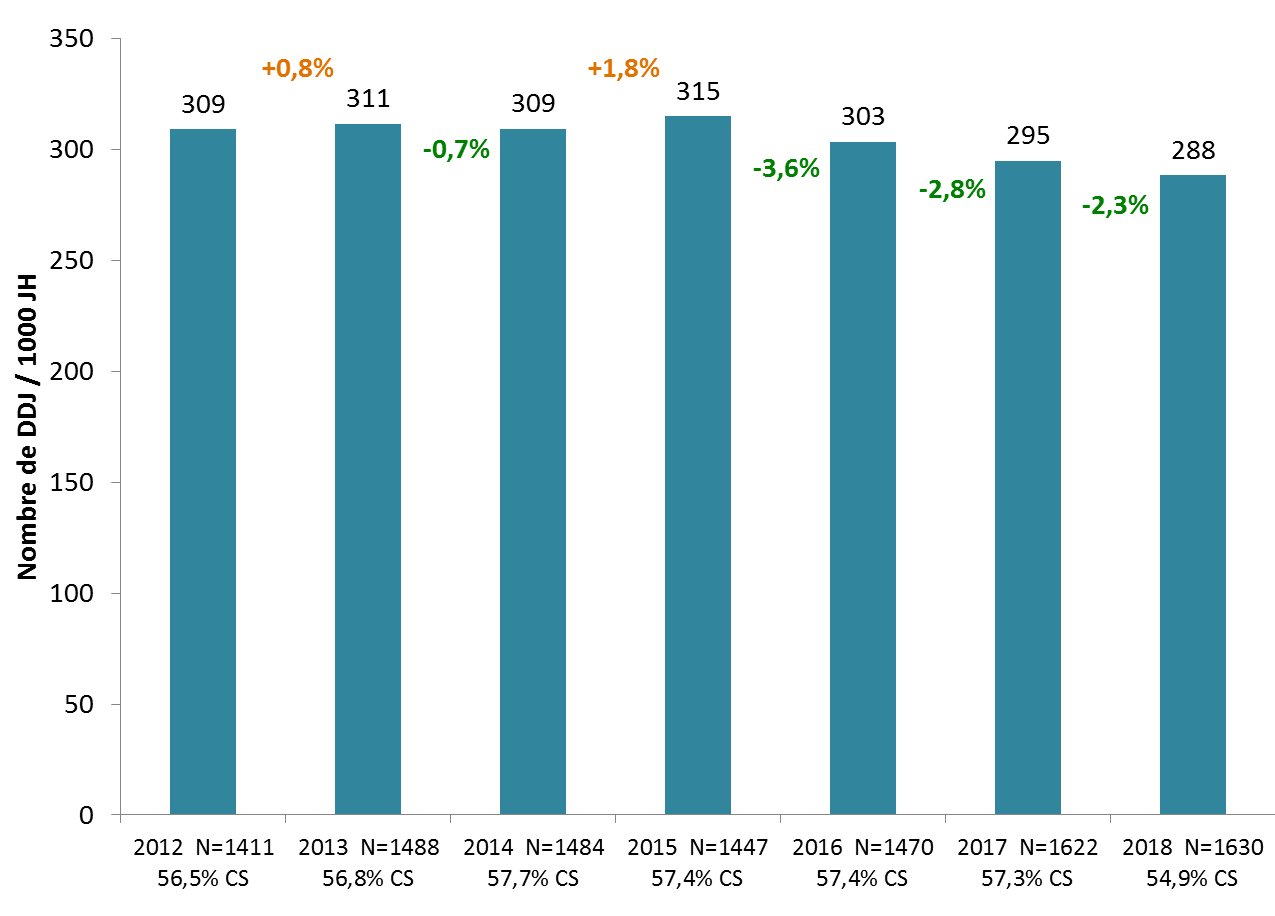 Nombre de DDJ / 1000 JH
350
300
250
200
150
100
50
0
309
+0,8%
311
-0,7%
309
+1,8%
315
-3,6%
303
-2,8%
295
-2,3%
288
2012 N=1411
56,5% CS
2013 N=1488
56,8% CS
2014 N=1484
57,7% CS
2015 N=1447
57,4% CS
2016 N=1470
57,4% CS
2017 N=1622
57,3% CS
2018 N=1630
54,9% CS